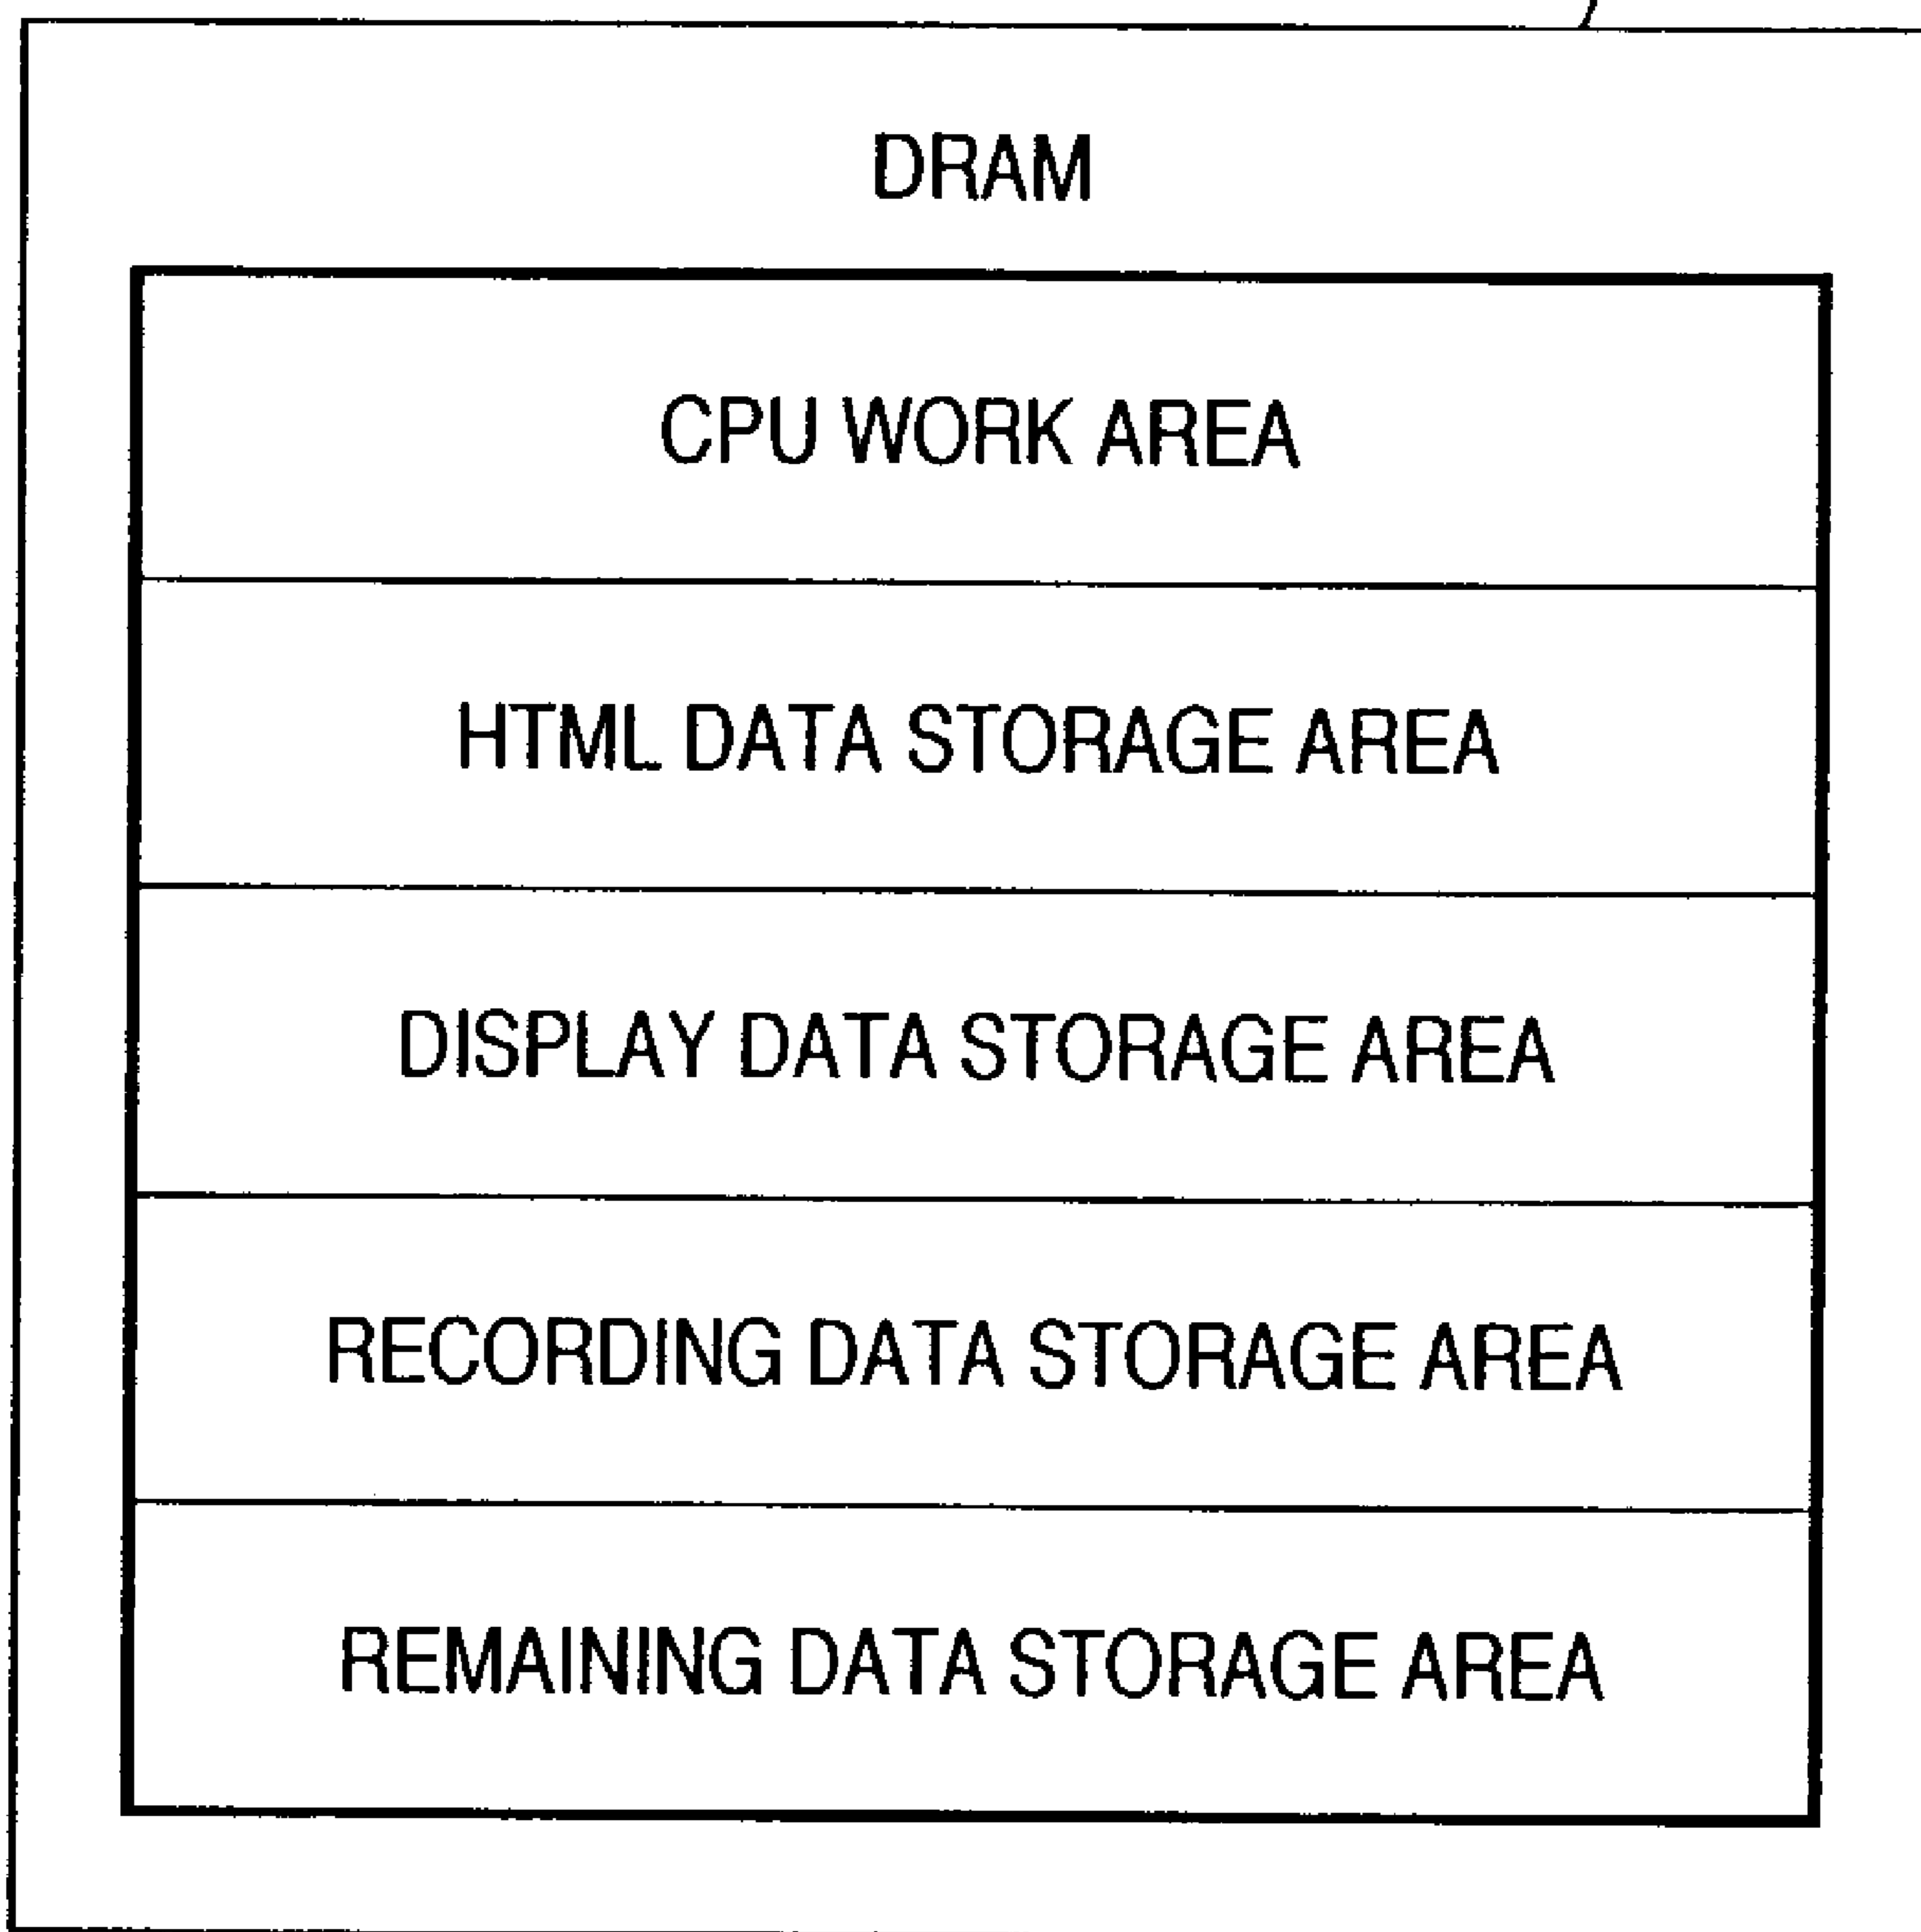 DRAM
CPU WORK AREA
HTML DATA STORAGE AREA
DISPLAY DATA STORAGE AREA
RECORDING DATA STORAGE AREA
REMAINING DATA STORAGE AREA